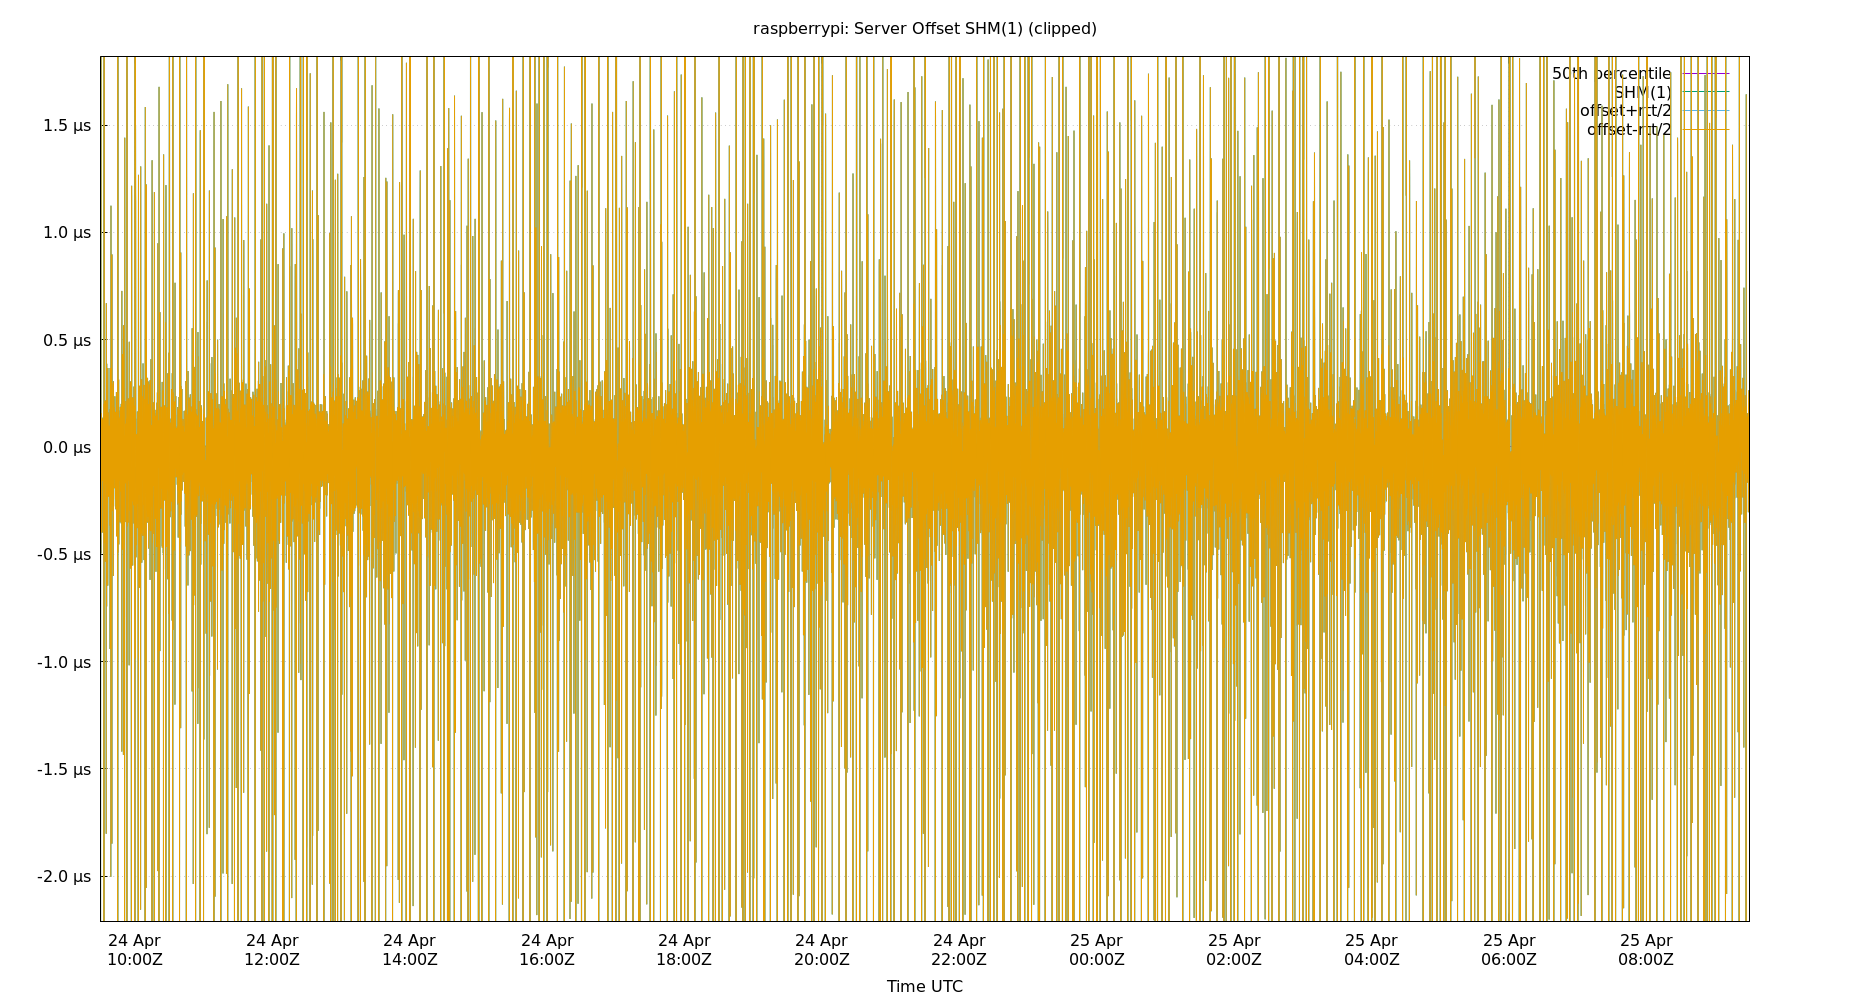 raspberrypi: Server Offset SHM(1) (clipped)
50th percentile
SHM(1)
offset+rtt/2
offset-rtt/2
1.5 µs
1.0 µs
0.5 µs
0.0 µs
-0.5 µs
-1.0 µs
-1.5 µs
-2.0 µs
24 Apr 24 Apr 24 Apr 24 Apr 24 Apr 24 Apr 24 Apr 25 Apr 25 Apr 25 Apr 25 Apr 25 Apr
10:00Z 12:00Z 14:00Z 16:00Z 18:00Z 20:00Z 22:00Z 00:00Z 02:00Z 04:00Z 06:00Z 08:00Z
Time UTC